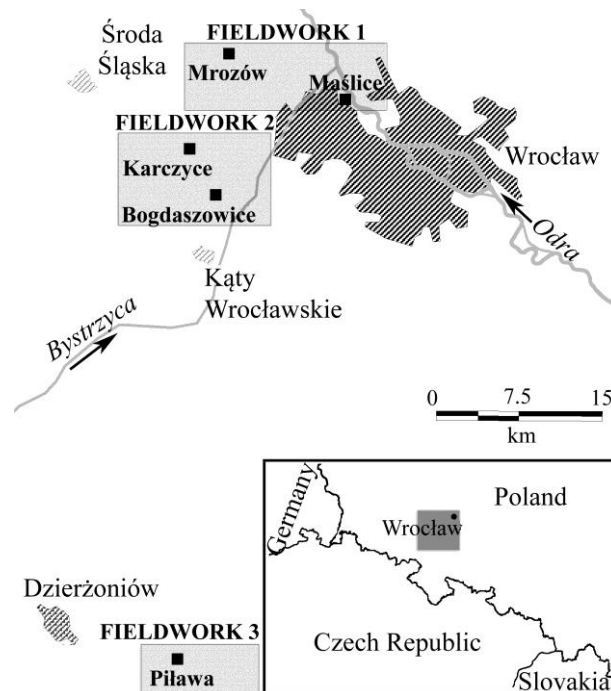 Środa
Śląska
FIELDWORK 1
Mrozów
Maślice
FIELDWORK 2
Karczyce
Bogdaszowice
Wrocław
Odra
Kąty
Wrocławskie
Bystrzyca
0 7.5 15
km
Germany
Poland
Wrocław
Czech Republic
Slovakia
Dzierżoniów
FIELDWORK 3
Piława